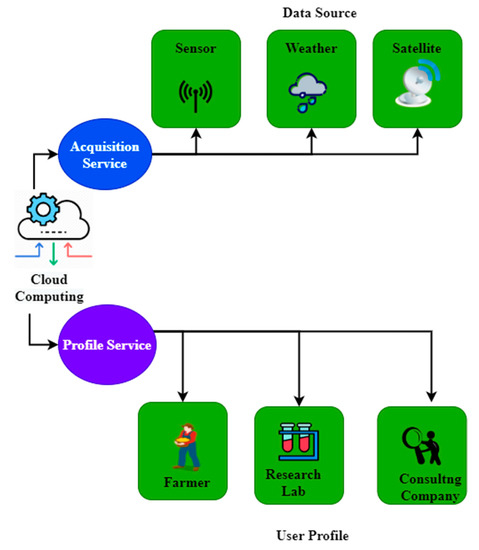 Data Source
Sensor
Weather
Satellite
Acquisition
Service
Cloud
Computing
Profile Service
Farmer
Research
Lab
Consultng
Company
User Profile